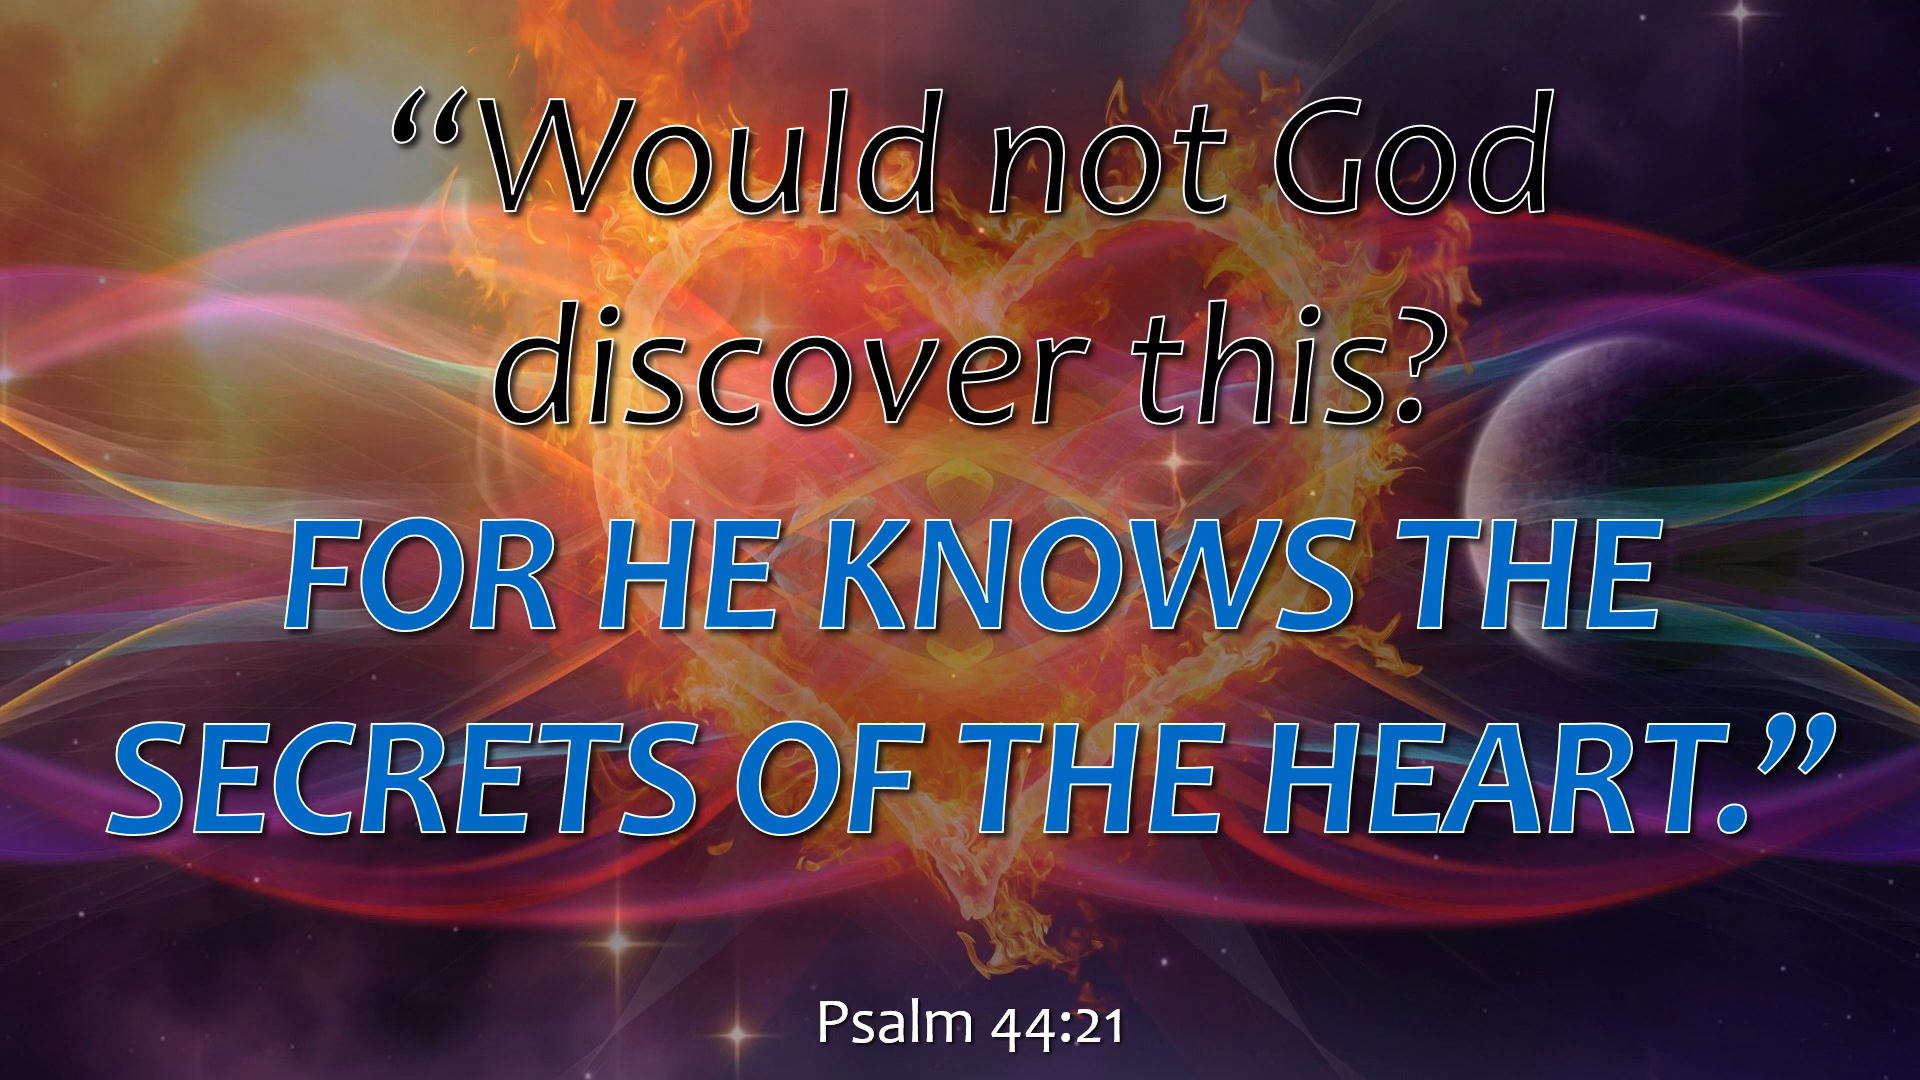 “Would not God
discover this?
FOR HE KNOWS THE
SECRETS OF THE HEART.”
Psalm 44:21